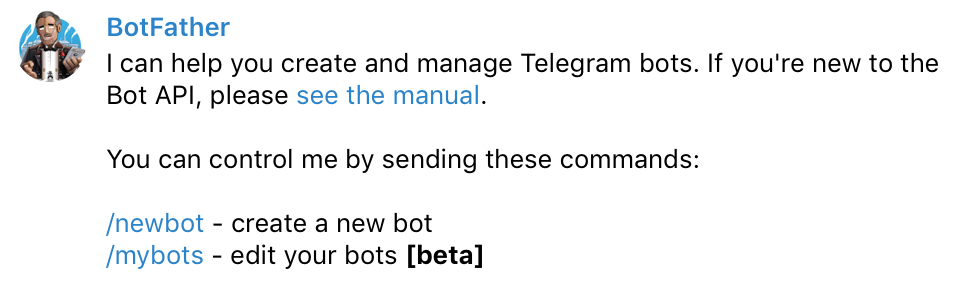 BotFather
I can help you create and manage Telegram bots. If you're new to the
Bot API, please see the manual.
You can control me by sending these commands:
/newbot - create a new bot
/mybots - edit your bots [beta]